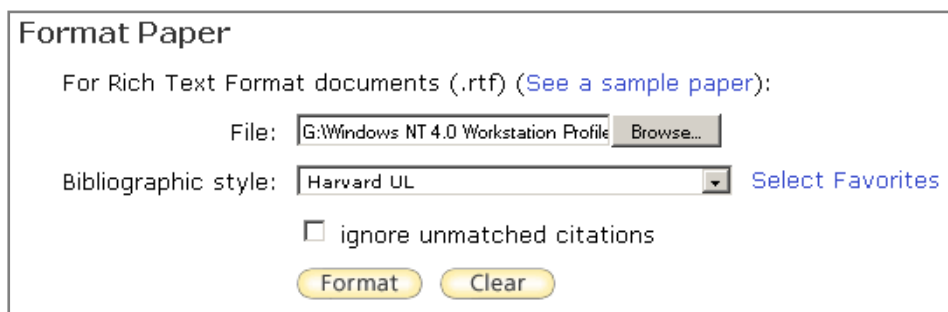 Format Paper
For Rich Text Format documents (.rtf) (See a sample paper):
File: G:\Windows NT 4.0 Workstation Profile Browse...
Bibliographic style: Harvard UL Select Favorites
ignore unmatched citations
Format Clear